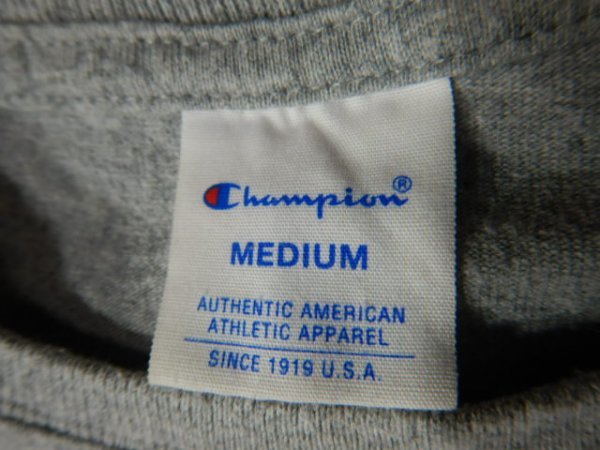 Champion®
MEDIUM
AUTHENTIC AMERICAN
ATHLETIC APPAREL
SINCE 1919 U.S.A.